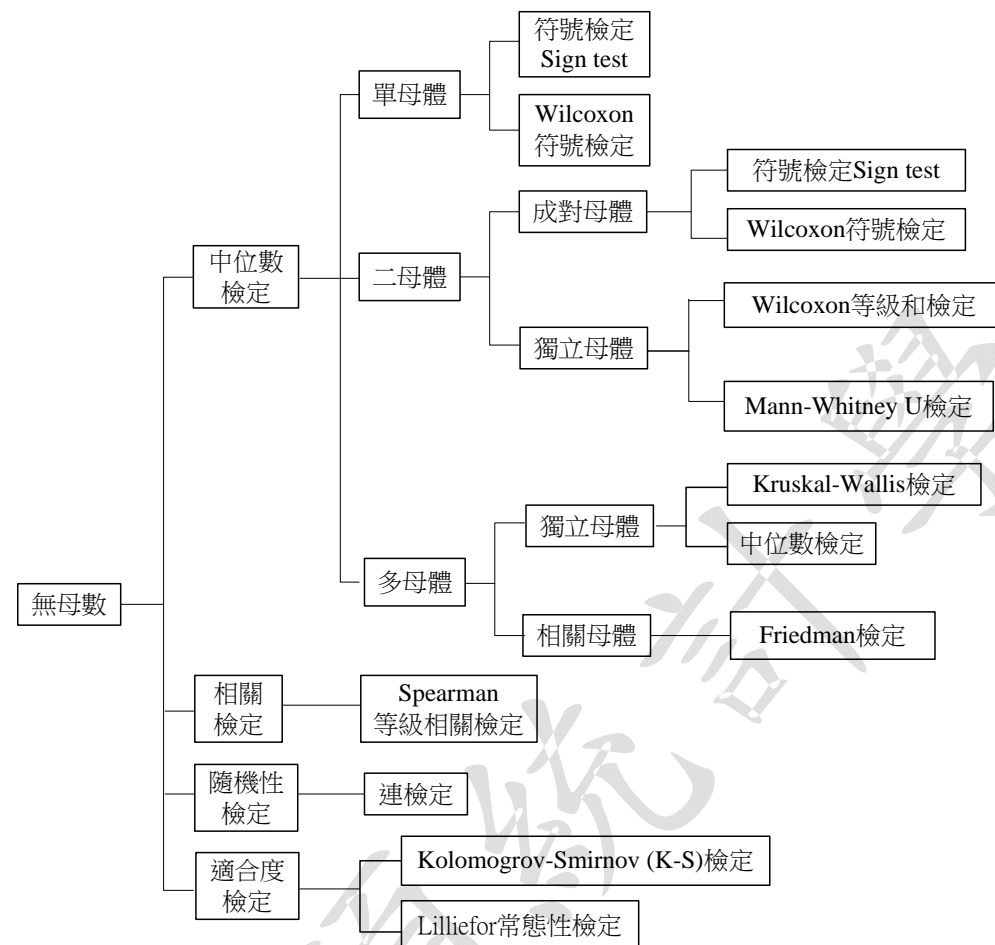 符號檢定
Sign test
單母體
Wilcoxon
符號檢定
符號檢定Sign test
成對母體
Wilcoxon符號檢定
中位數
檢定
二母體
Wilcoxon等級和檢定
獨立母體
Mann-Whitney U檢定
Kruskal-Wallis檢定
獨立母體
中位數檢定
多母體
無母數
相關母體
Friedman檢定
相關
檢定
Spearman
等級相關檢定
隨機性
檢定
連檢定
適合度
檢定
Kolomogrov-Smirnov (K-S)檢定
Lilliefor常態性檢定
統計學